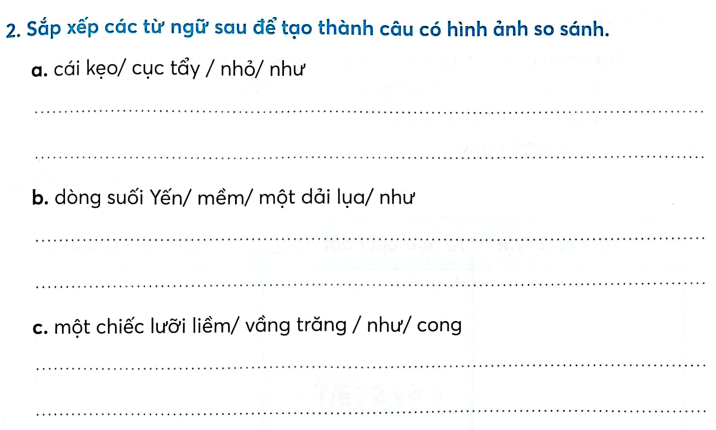 2. Sắp xếp các từ ngữ sau để tạo thành câu có hình ảnh so sánh.
a. cái kẹo/ cục tẩy / nhỏ/ như
b. dòng suối Yến/ mềm/ một dải lụa/ như
c. một chiếc lưỡi liềm/ vầng trăng / như/ cong